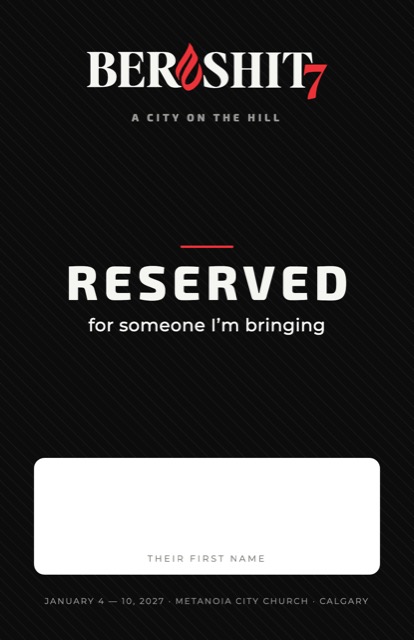 BERSHIT7
A CITY ON THE HILL
RESERVED
for someone I'm bringing
THEIR FIRST NAME
JANUARY 4 — 10, 2027 · METANOIA CITY CHURCH · CALGARY